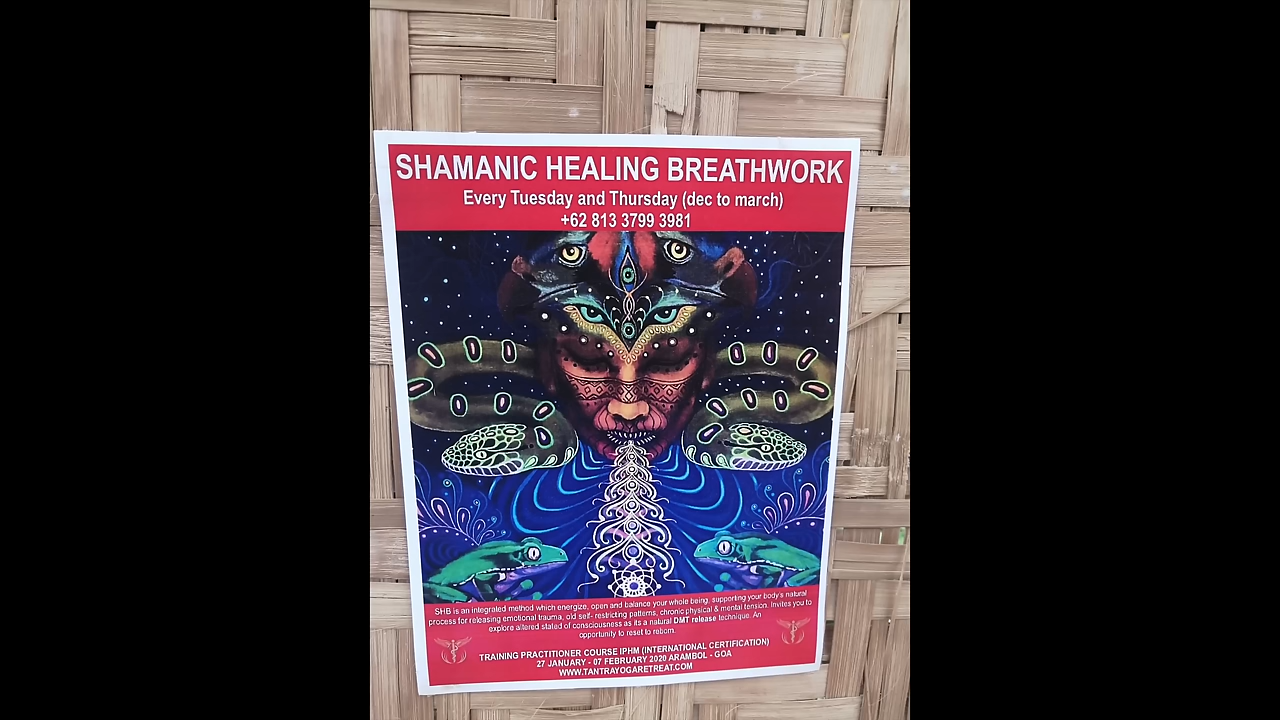 SHAMANIC HEALING BREATHWORK
Every Tuesday and Thursday (dec to march)
+62 813 3799 3981
SHB is an integrated method which energize, open and balance your whole being, supporting your body's natural
process for releasing emotional trauma, old self- restricting patterns, chronic physical & mental tension. Invites you to
explore altered stated of consciousness as its a natural DMT release technique. An
opportunity to reset to reborn.
TRAINING PRACTITIONER COURSE IPHM (INTERNATIONAL CERTIFICATION)
27 JANUARY - 07 FEBRUARY 2020 ARAMBOL - GOA
WWW.TANTRAYOGARETREAT.COM